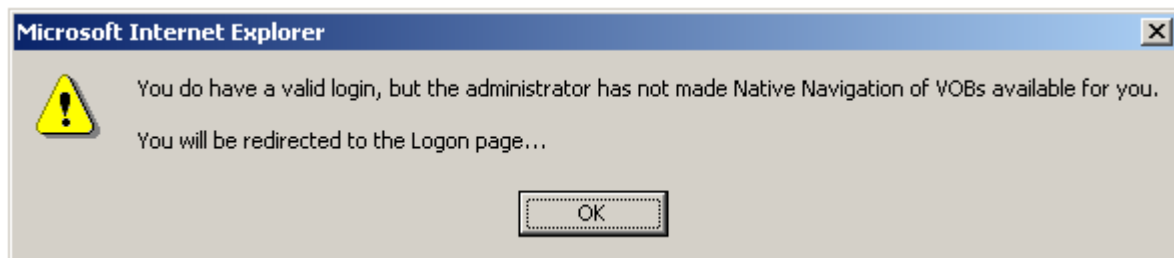 Microsoft Internet Explorer
You do have a valid login, but the administrator has not made Native Navigation of VOBs available for you.
You will be redirected to the Logon page...
OK